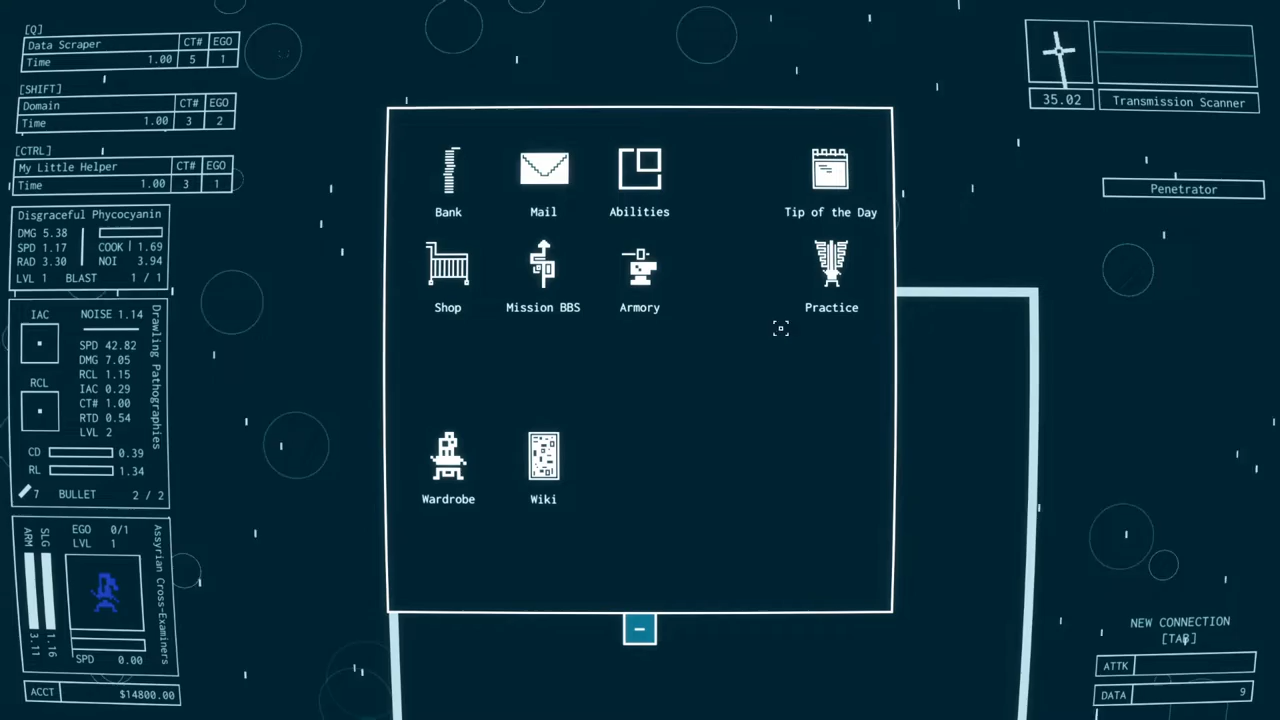 [Q]
Data Scraper CT# EGO
Time 1.00 5 1
[SHIFT]
Domain CT# EGO
Time 1.00 3 2
[CTRL]
My Little Helper CT# EGO
Time 1.00 3 1
Disgraceful Phycocyanin
DMG 5.38
SPD 1.17 COOK 1.69
RAD 3.30 NOI 3.94
LVL 1 BLAST 1 / 1
Drawling Pathographies
IAC NOISE 1.14
SPD 42.82
DMG 7.05
RCL RCL 1.15
IAC 0.29
CT# 1.00
RTD 0.54
LVL 2
CD 0.39
RL 1.34
7 BULLET 2 / 2
Assyrian Cross-Examiners
ARM SLG EGO 0/1
LVL 1
3.11 1.16
SPD 0.00
ACCT $14800.00
Bank Mail Abilities Tip of the Day
Shop Mission BBS Armory Practice
Wardrobe Wiki
35.02 Transmission Scanner
Penetrator
NEW CONNECTION
[TAB]
ATTK
DATA 9